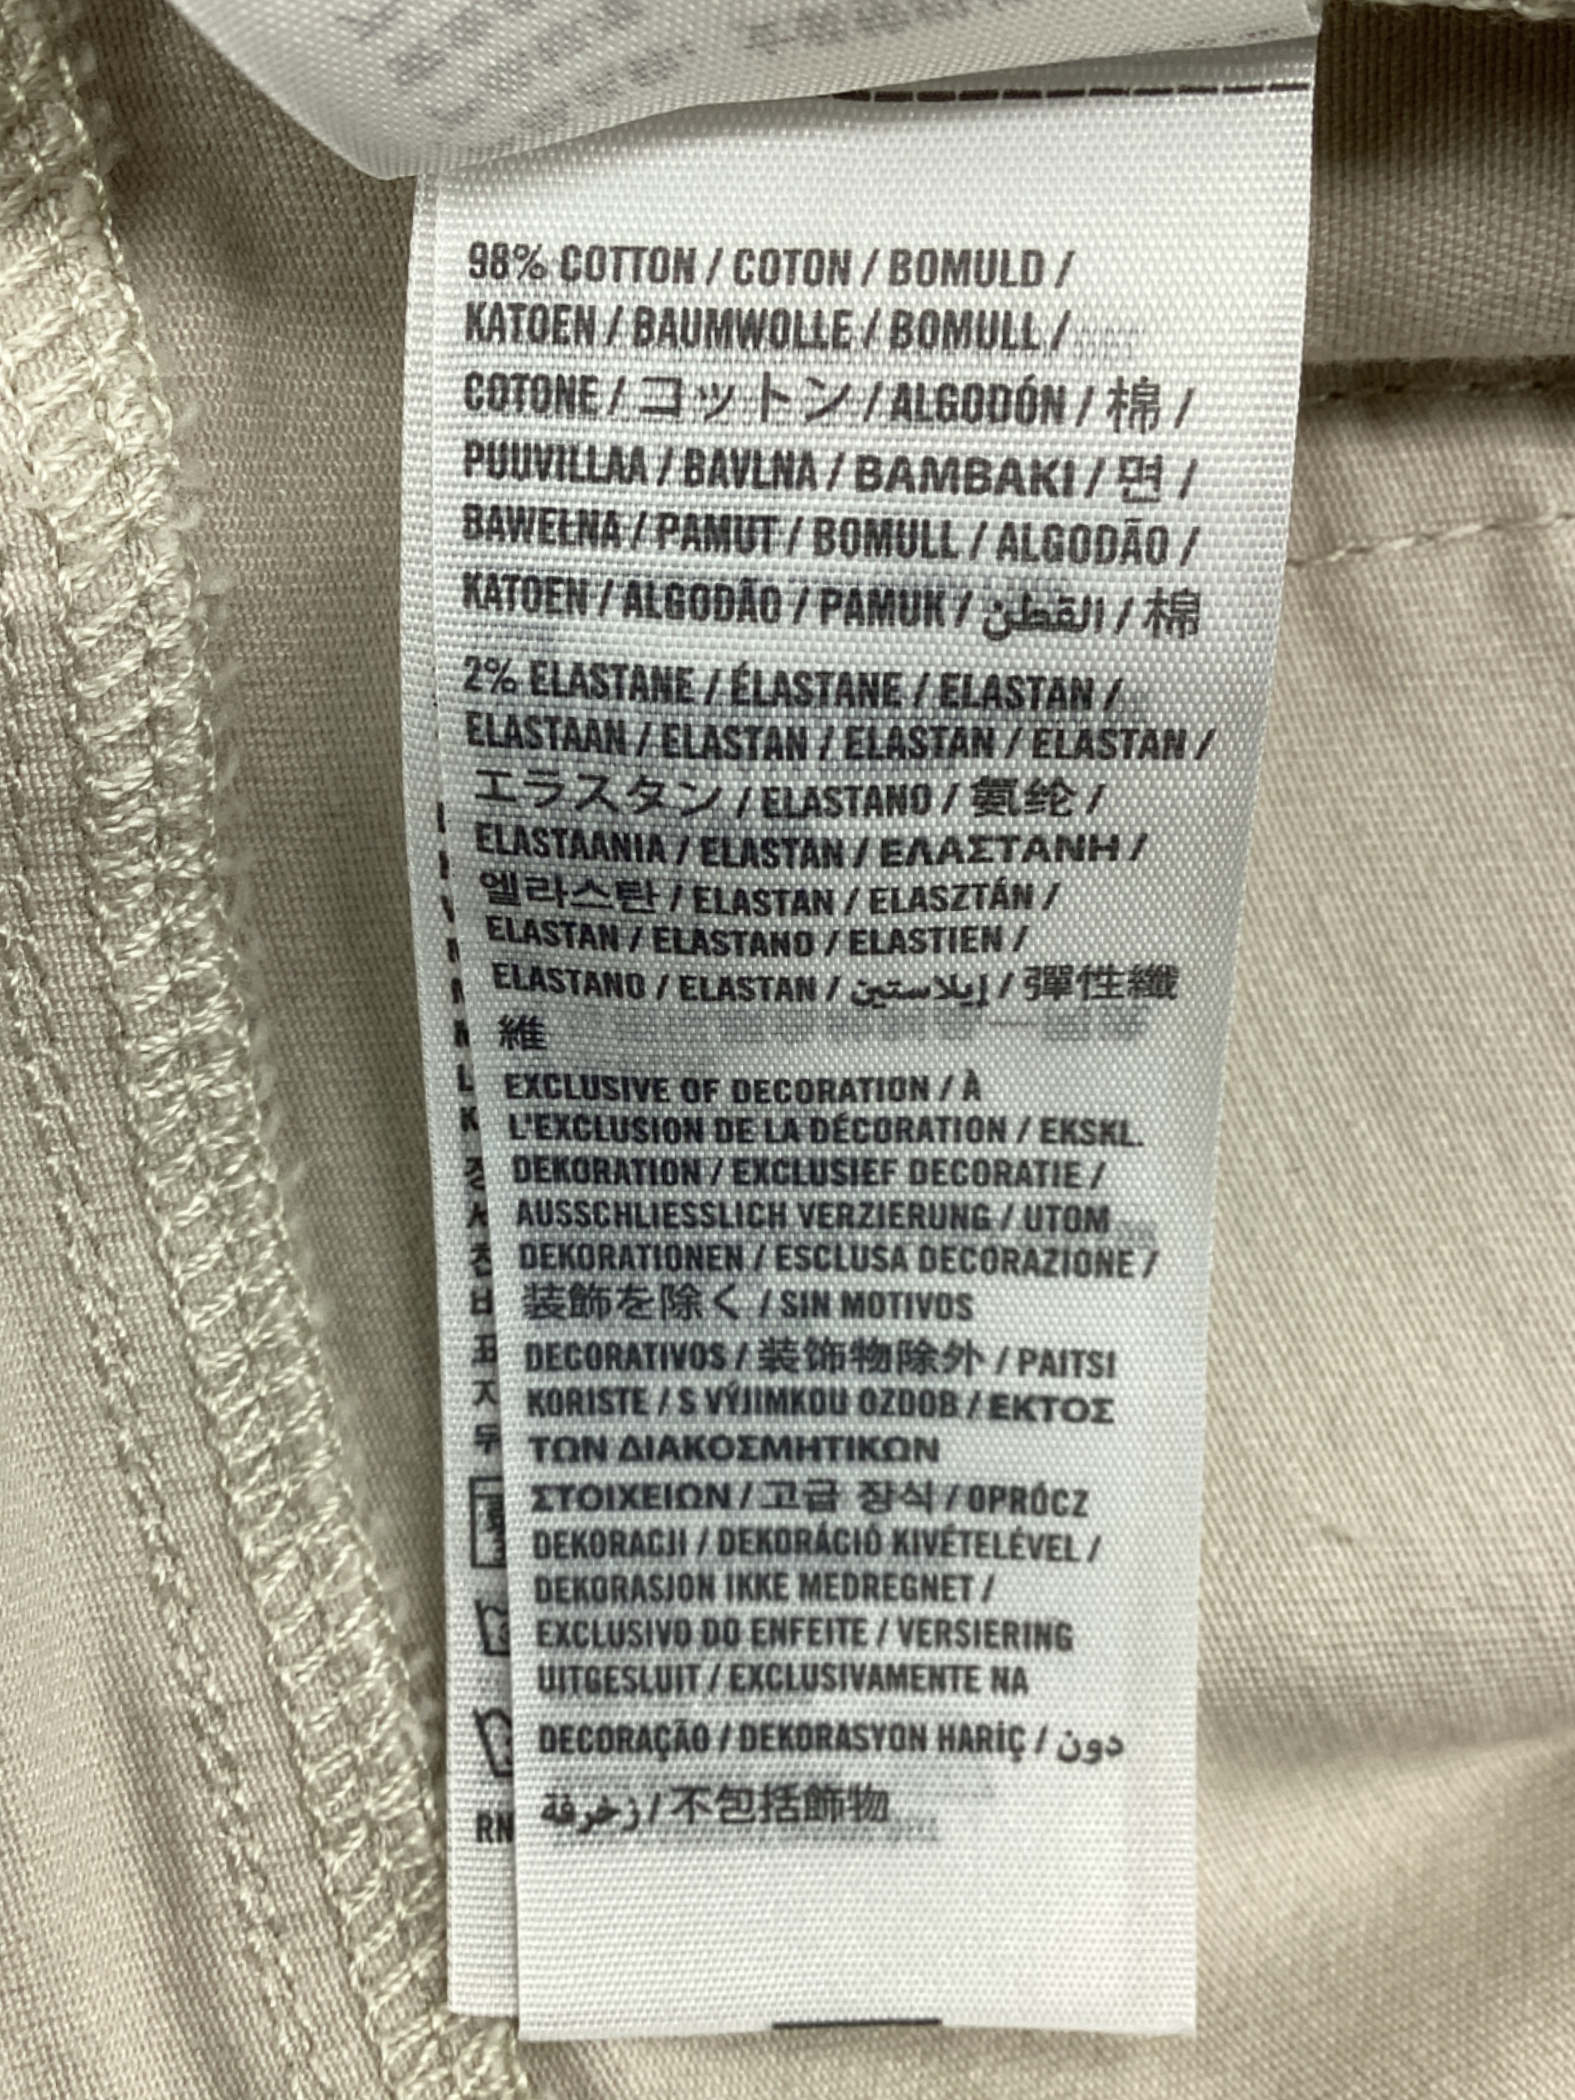 98% COTTON / COTON / BOMULD /
KATOEN / BAUMWOLLE / BOMULL /
COTONE / コットン / ALGODÓN / 棉 /
PUUVILLAA / BAVLNA / BAMBAKI / 면 /
BAWEŁNA / PAMUT / BOMULL / ALGODÃO /
KATOEN / ALGODÃO / PAMUK / القطن / 棉
2% ELASTANE / ÉLASTANE / ELASTAN /
ELASTAAN / ELASTAN / ELASTAN / ELASTAN /
エラスタン / ELASTANO / 氨纶 /
ELASTAANIA / ELASTAN / ΕΛΑΣΤΑΝΗ /
엘라스탄 / ELASTAN / ELASZTÁN /
ELASTAN / ELASTANO / ELASTIEN /
ELASTANO / ELASTAN / إيلاستين / 彈性纖
維
EXCLUSIVE OF DECORATION / À
L'EXCLUSION DE LA DÉCORATION / EKSKL.
DEKORATION / EXCLUSIEF DECORATIE /
AUSSCHLIESSLICH VERZIERUNG / UTOM
DEKORATIONEN / ESCLUSA DECORAZIONE /
装飾を除く / SIN MOTIVOS
DECORATIVOS / 装饰物除外 / PAITSI
KORISTE / S VÝJIMKOU OZDOB / ΕΚΤΟΣ
ΤΩΝ ΔΙΑΚΟΣΜΗΤΙΚΩΝ
ΣΤΟΙΧΕΙΩΝ / 고급 장식 / OPRÓCZ
DEKORACJI / DEKORÁCIÓ KIVÉTELÉVEL /
DEKORASJON IKKE MEDREGNET /
EXCLUSIVO DO ENFEITE / VERSIERING
UITGESLUIT / EXCLUSIVAMENTE NA
DECORAÇÃO / DEKORASYON HARİÇ / دون
زخرفة / 不包括飾物
RN